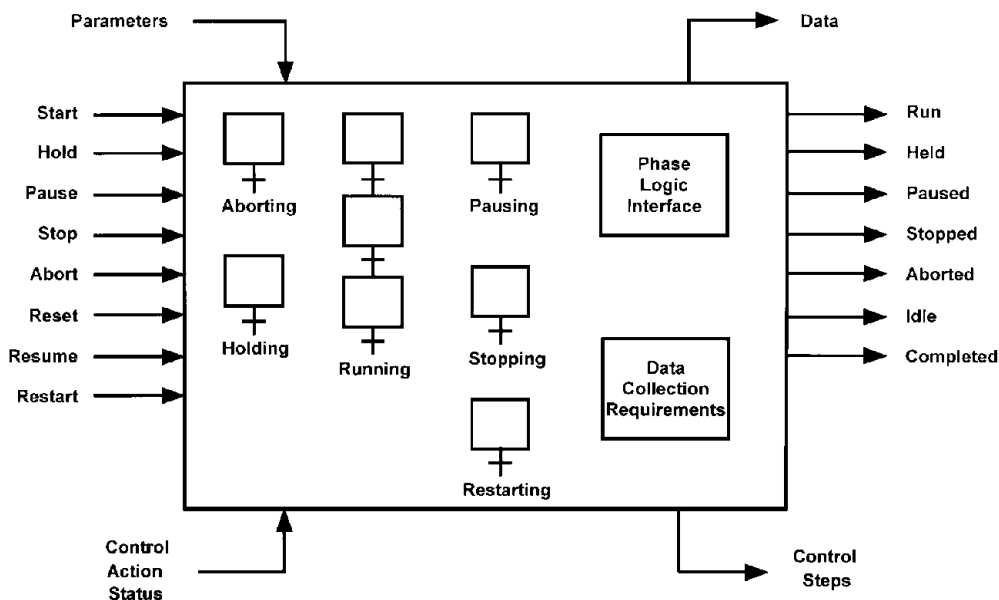 Parameters
Data
Start
Hold
Pause
Stop
Abort
Reset
Resume
Restart
Aborting
Holding
Running
Pausing
Stopping
Restarting
Phase
Logic
Interface
Data
Collection
Requirements
Run
Held
Paused
Stopped
Aborted
Idle
Completed
Control
Action
Status
Control
Steps